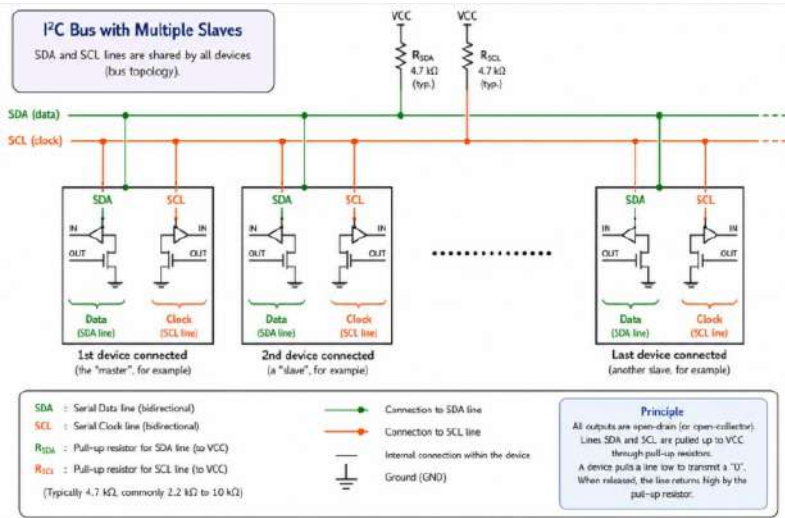 I²C Bus with Multiple Slaves
SDA and SCL lines are shared by all devices
(bus topology).
VCC
VCC
RSDA
4.7 kΩ
(typ.)
RSCL
4.7 kΩ
(typ.)
SDA (data)
SCL (clock)
SDA
SCL
IN
IN
OUT
OUT
Data
(SDA line)
Clock
(SCL line)
1st device connected
(the "master", for example)
SDA
SCL
IN
IN
OUT
OUT
Data
(SDA line)
Clock
(SCL line)
2nd device connected
(a "slave", for example)
SDA
SCL
IN
IN
OUT
OUT
Data
(SDA line)
Clock
(SCL line)
Last device connected
(another slave, for example)
SDA : Serial Data line (bidirectional)
SCL : Serial Clock line (bidirectional)
RSDA : Pull-up resistor for SDA line (to VCC)
RSCL : Pull-up resistor for SCL line (to VCC)
(Typically 4.7 kΩ, commonly 2.2 kΩ to 10 kΩ)
Connection to SDA line
Connection to SCL line
Internal connection within the device
Ground (GND)
Principle
All outputs are open-drain (or open-collector).
Lines SDA and SCL are pulled up to VCC
through pull-up resistors.
A device pulls a line low to transmit a "0".
When released, the line returns high by the
pull-up resistor.